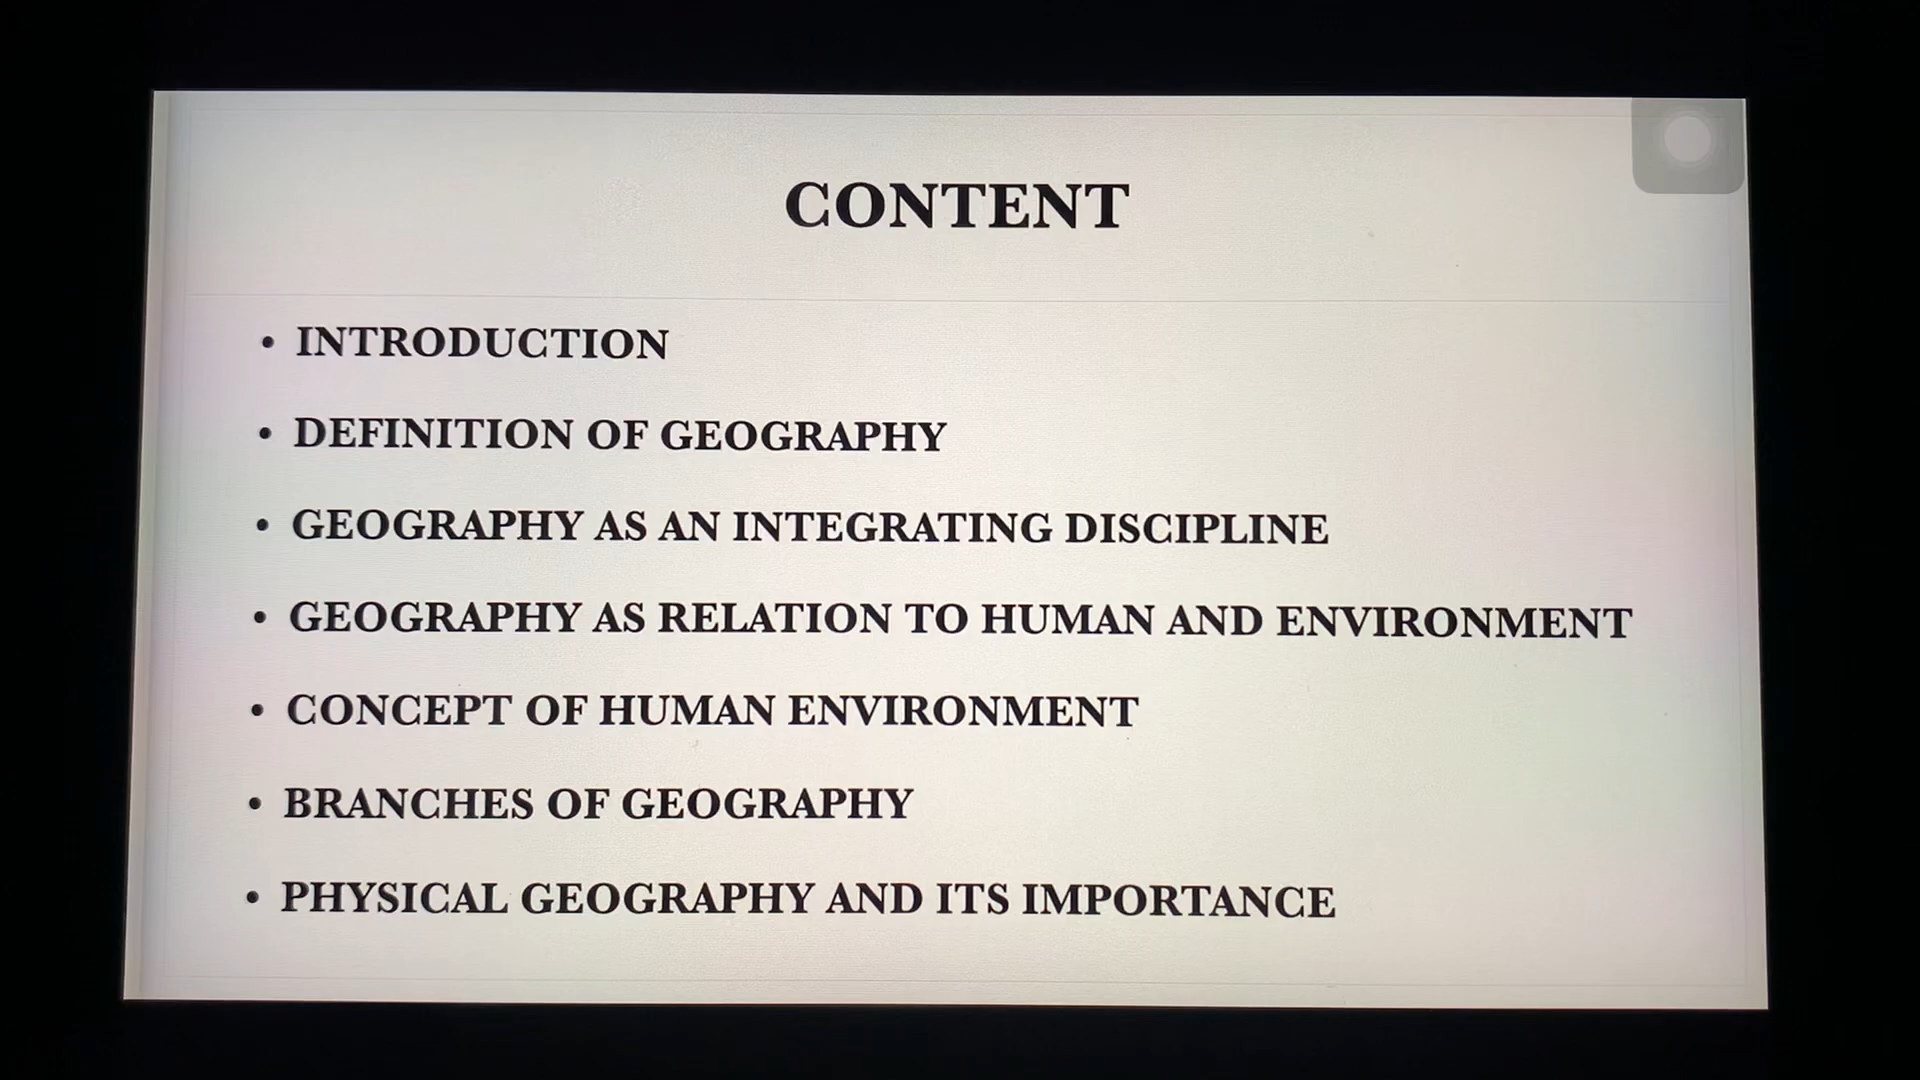 CONTENT
• INTRODUCTION
• DEFINITION OF GEOGRAPHY
• GEOGRAPHY AS AN INTEGRATING DISCIPLINE
• GEOGRAPHY AS RELATION TO HUMAN AND ENVIRONMENT
• CONCEPT OF HUMAN ENVIRONMENT
• BRANCHES OF GEOGRAPHY
• PHYSICAL GEOGRAPHY AND ITS IMPORTANCE